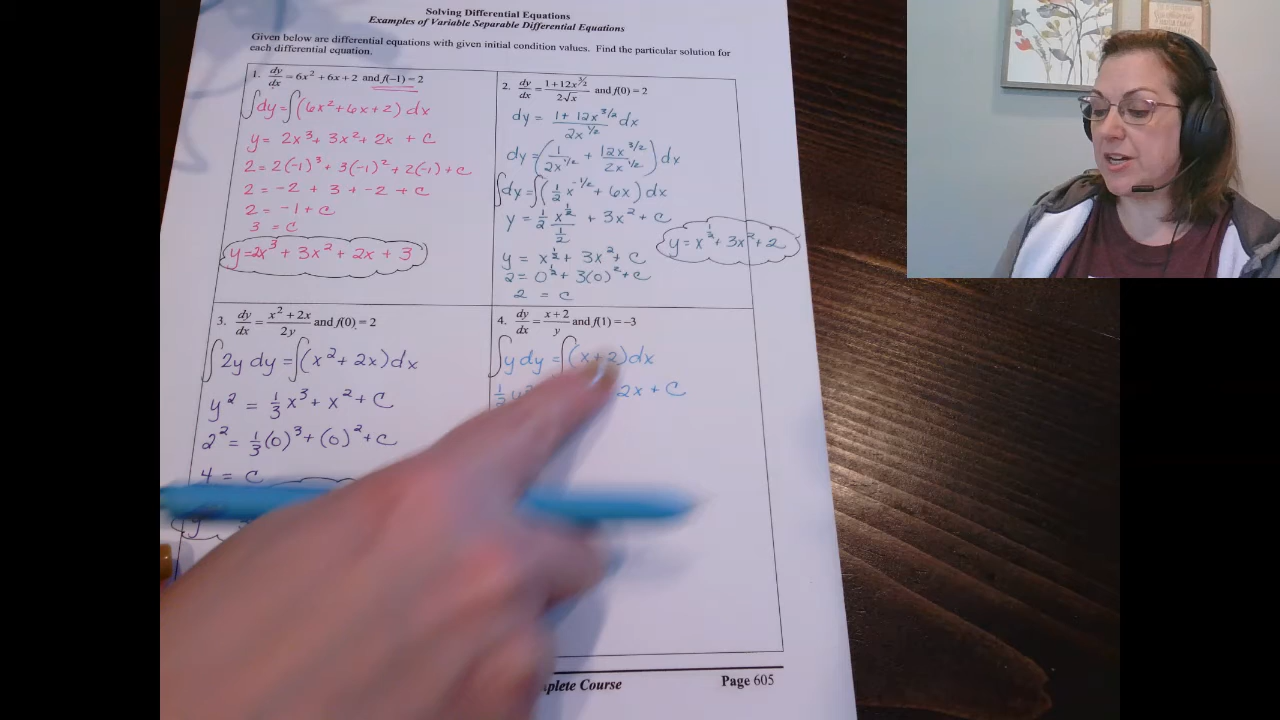 Solving Differential Equations
Examples of Variable Separable Differential Equations
Given below are differential equations with given initial condition values. Find the particular solution for
each differential equation.
1. dy/dx = 6x² + 6x + 2 and f(−1) = 2
∫dy = ∫(6x² + 6x + 2) dx
y = 2x³ + 3x² + 2x + C
2 = 2(-1)³ + 3(-1)² + 2(-1) + C
2 = -2 + 3 + -2 + C
2 = -1 + C
3 = C
y = 2x³ + 3x² + 2x + 3
2. dy/dx = (1 + 12x^(3/2))/(2√x) and f(0) = 2
dy = (1 + 12x^(3/2))/(2x^(1/2)) dx
dy = (1/(2x^(1/2)) + 12x^(3/2)/(2x^(1/2))) dx
∫dx = ∫(1/2 x^(-1/2) + 6x) dx
y = 1/2 x^(1/2)/(1/2) + 3x² + C
y = x^(1/2) + 3x² + C
2 = 0^(1/2) + 3(0)² + C
2 = C
y = x^(1/2) + 3x² + 2
3. dy/dx = (x² + 2x)/(2y) and f(0) = 2
∫2y dy = ∫(x² + 2x) dx
y² = 1/3 x³ + x² + C
2² = 1/3 (0)³ + (0)² + C
4 = C
4. dy/dx = (x + 2)/y and f(1) = −3
∫y dy = ∫(x + 2) dx
2x + C
plete Course
Page 605